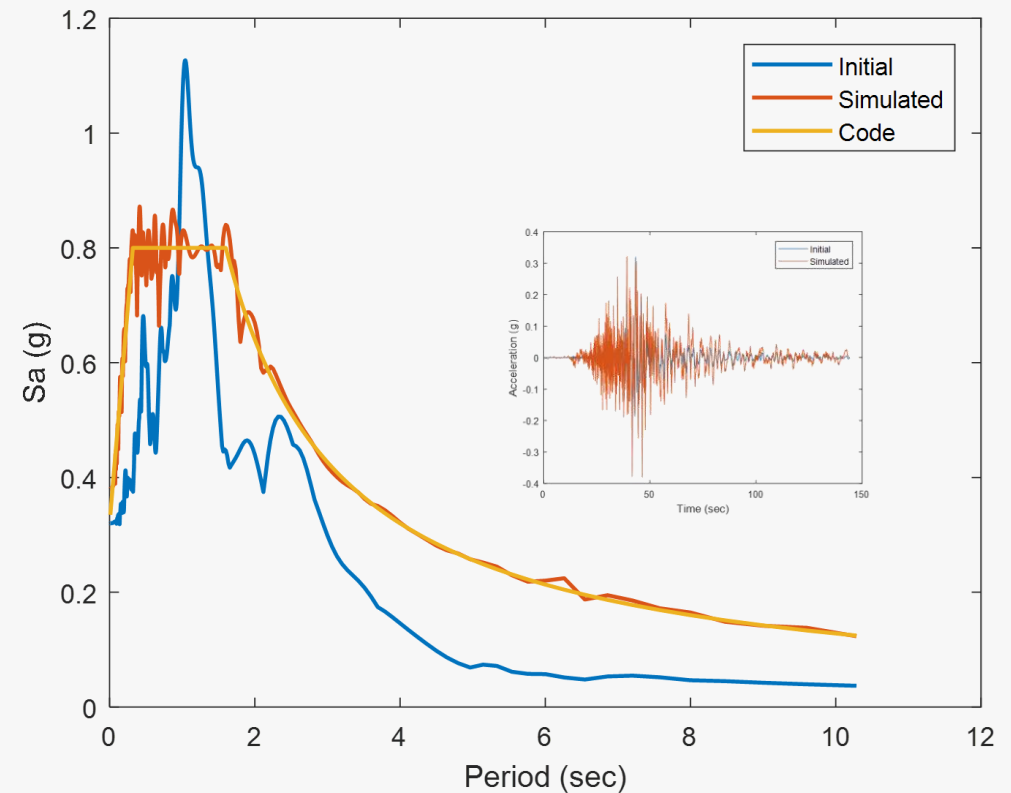 1.2
1
0.8
0.6
0.4
0.2
0
Sa (g)
0 2 4 6 8 10 12
Period (sec)
Initial
Simulated
Code
0.4
0.3
0.2
0.1
0
-0.1
-0.2
-0.3
-0.4
Acceleration (g)
0 50 100 150
Time (sec)
Initial
Simulated